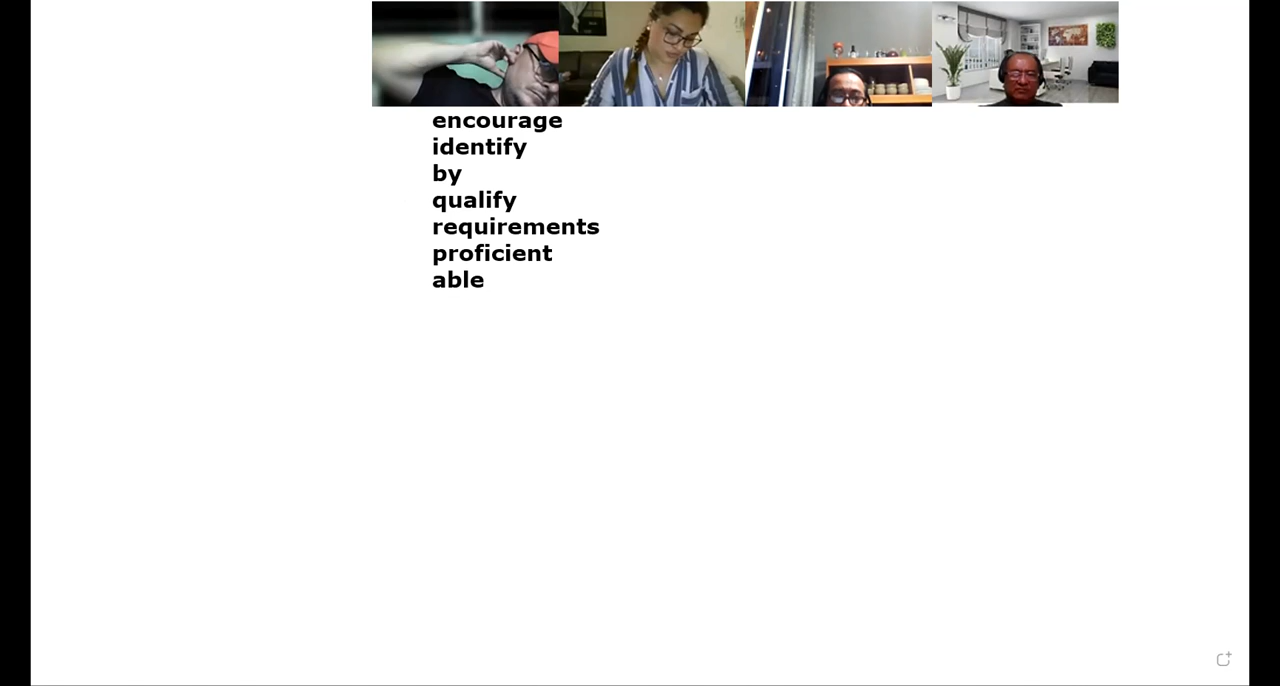 encourage
identify
by
qualify
requirements
proficient
able